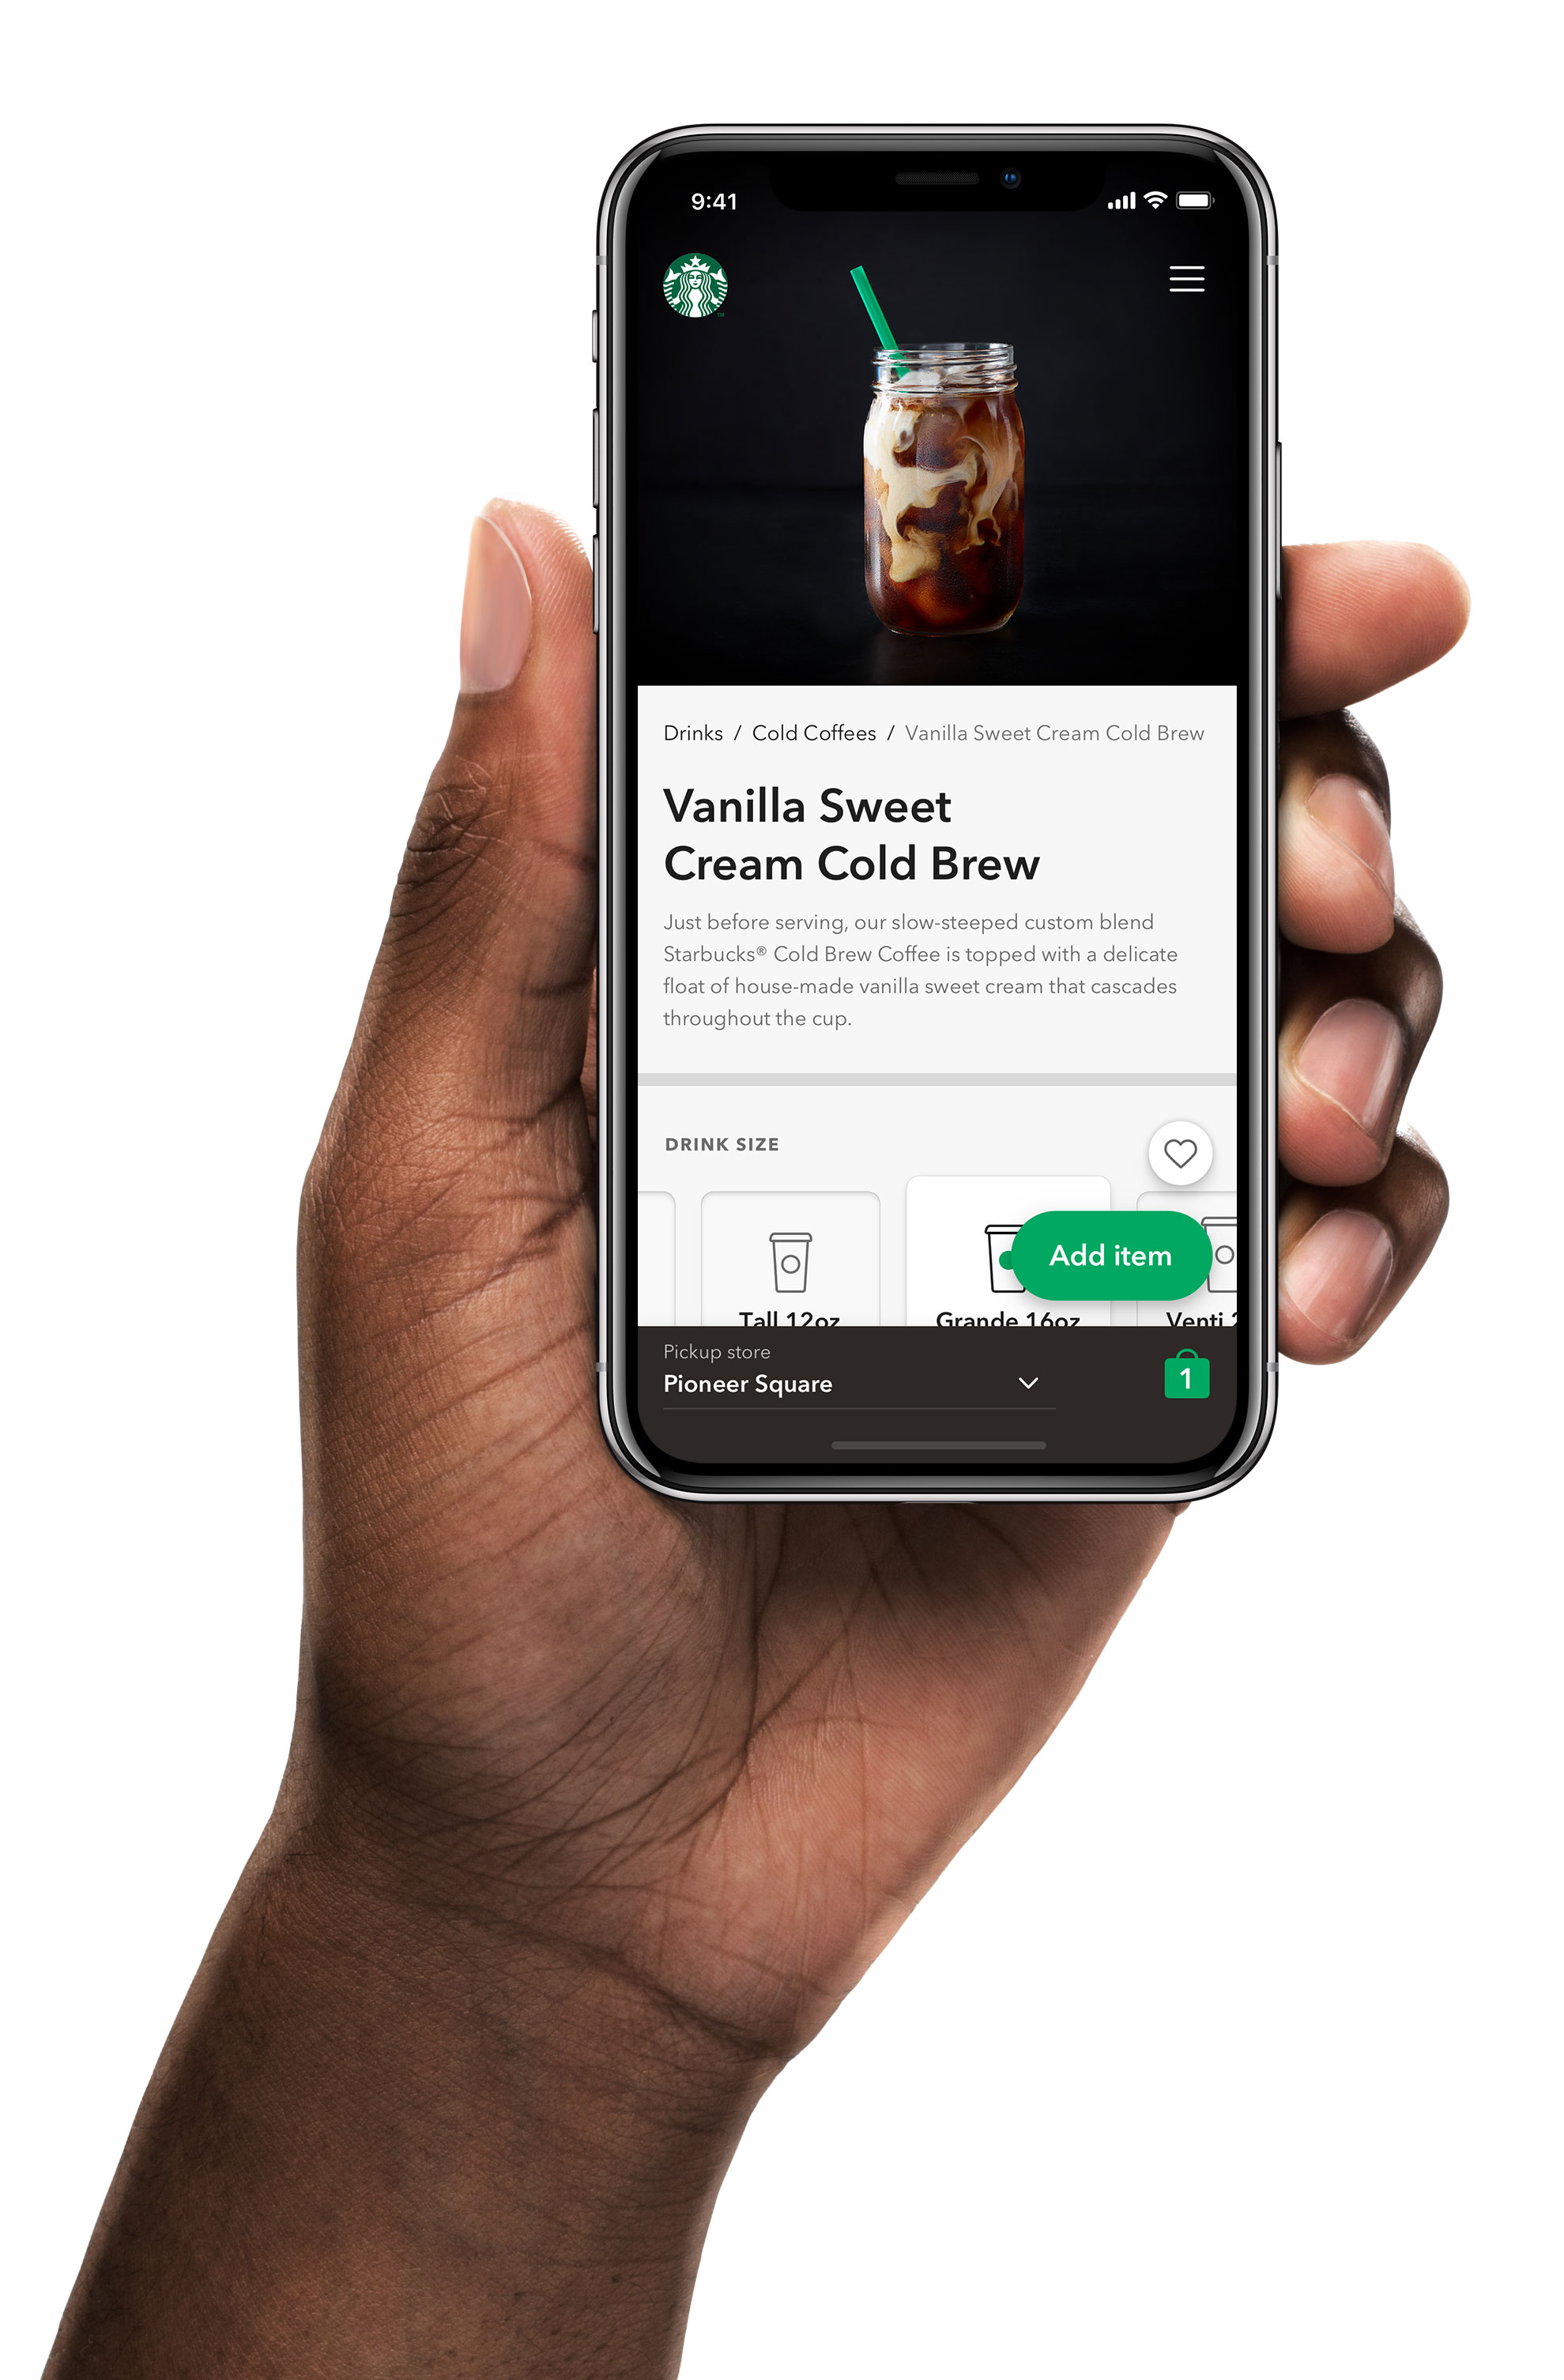 9:41
TM
Drinks / Cold Coffees / Vanilla Sweet Cream Cold Brew
Vanilla Sweet
Cream Cold Brew
Just before serving, our slow-steeped custom blend
Starbucks® Cold Brew Coffee is topped with a delicate
float of house-made vanilla sweet cream that cascades
throughout the cup.
DRINK SIZE
Add item
Tall 12oz
Grande 16oz
Venti
Pickup store
Pioneer Square
1